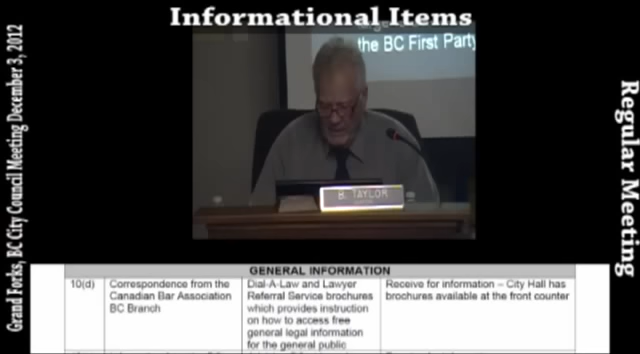 Informational Items
the BC First Party
B. TAYLOR
Grand Forks, BC City Council Meeting December 3, 2012
Regular Meeting
GENERAL INFORMATION
10(d)
Correspondence from the
Canadian Bar Association
BC Branch
Dial-A-Law and Lawyer
Referral Service brochures
which provides instruction
on how to access free
general legal information
for the general public
Receive for information – City Hall has
brochures available at the front counter